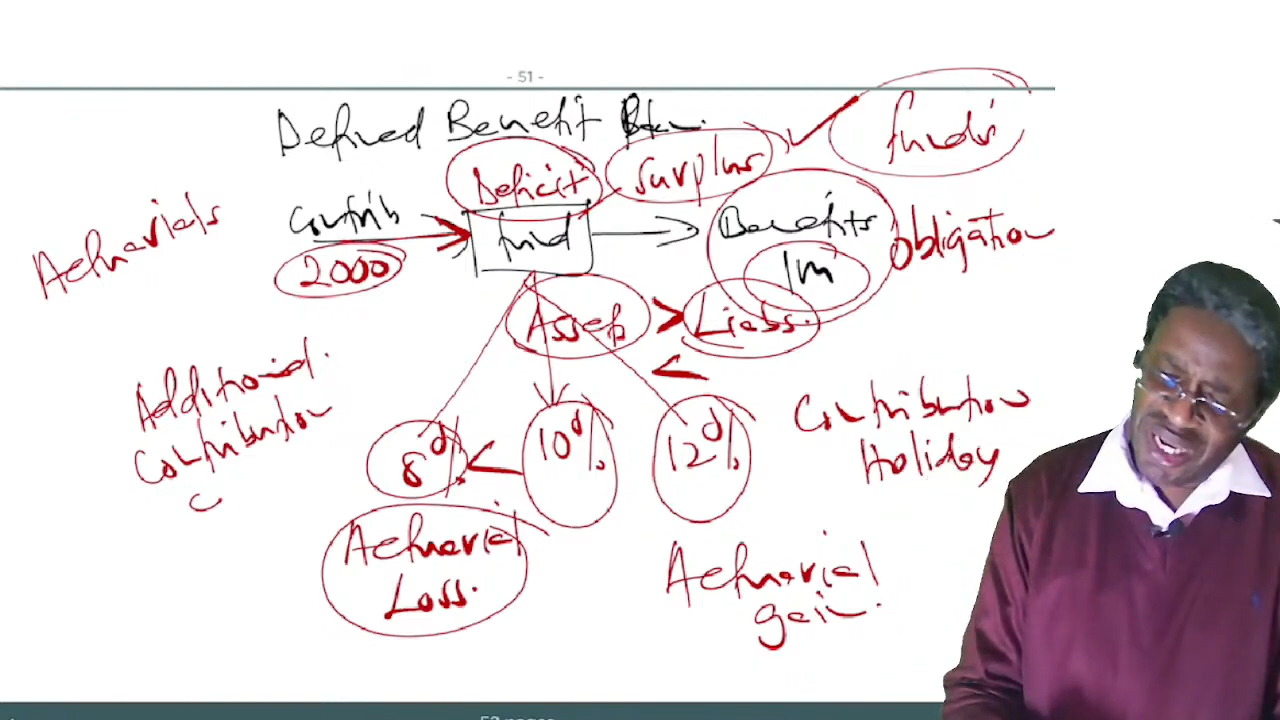 - 51 -
Defined Benefit
Deficit surplus funds
Actuarials
Contrib fund Benefits obligation
2000 1m
Assets > Liabs.
<
Additional
Contribution
C
8% < 10% 12%
Contribution
Holiday
Actuarial
Loss.
Actuarial
gain.